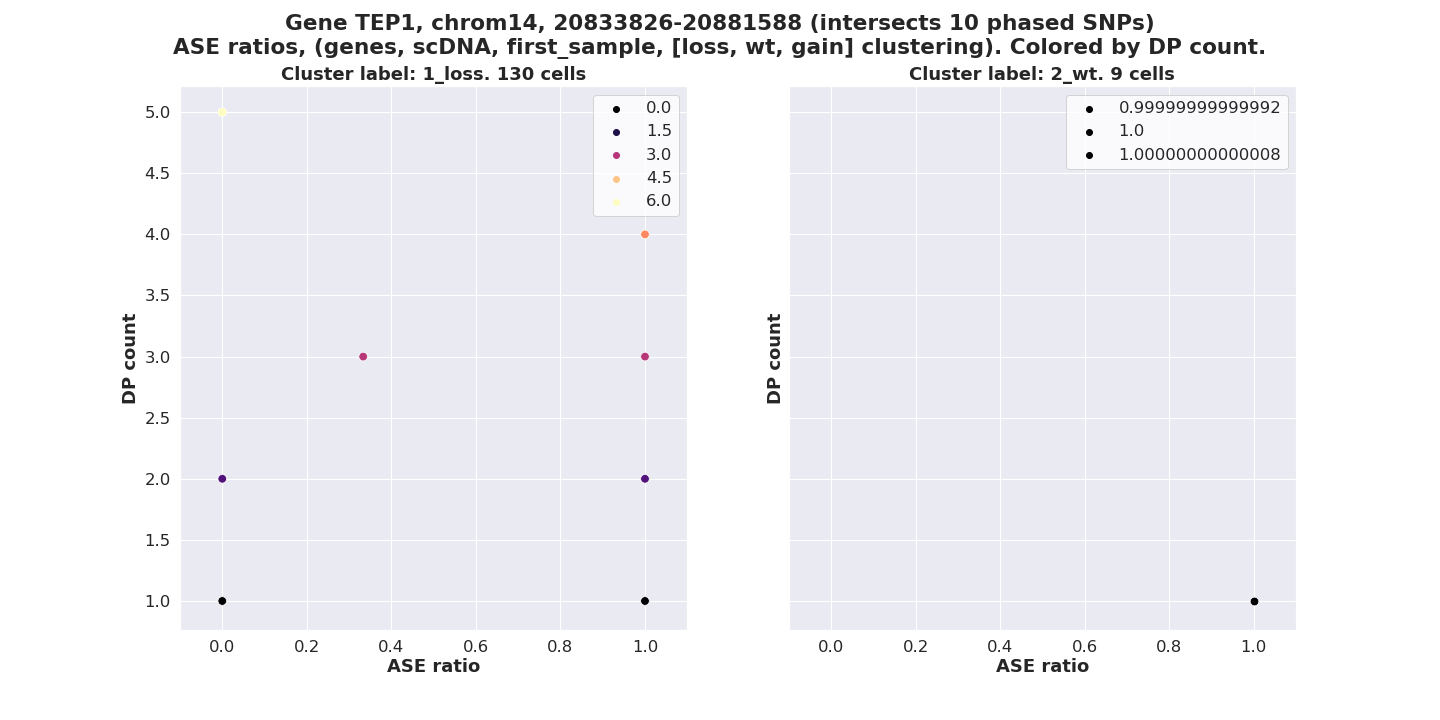 Gene TEP1, chrom14, 20833826-20881588 (intersects 10 phased SNPs)
ASE ratios, (genes, scDNA, first_sample, [loss, wt, gain] clustering). Colored by DP count.
Cluster label: 1_loss. 130 cells
DP count
5.0
4.5
4.0
3.5
3.0
2.5
2.0
1.5
1.0
0.0
1.5
3.0
4.5
6.0
0.0 0.2 0.4 0.6 0.8 1.0
ASE ratio
Cluster label: 2_wt. 9 cells
DP count
0.99999999999992
1.0
1.00000000000008
0.0 0.2 0.4 0.6 0.8 1.0
ASE ratio